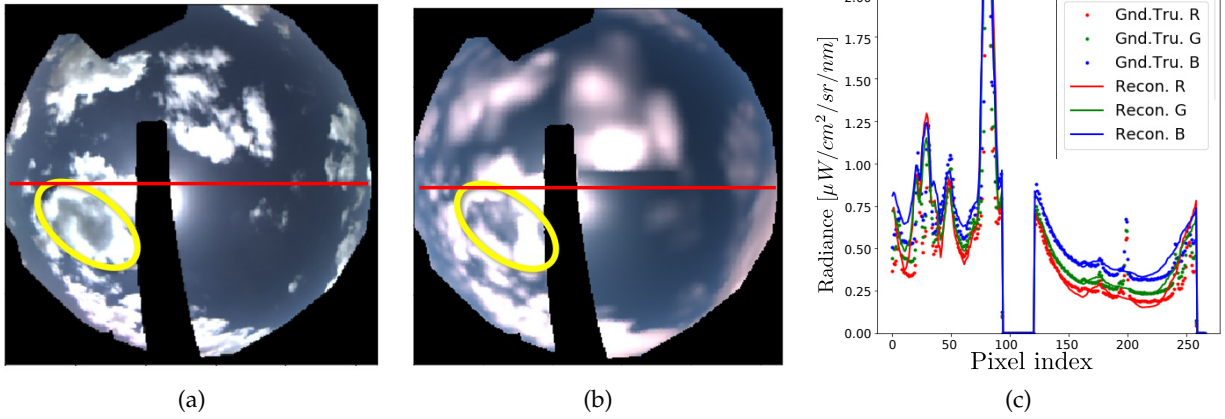 2.00
1.75
1.50
1.25
1.00
0.75
0.50
0.25
0.00
Radiance [μW/cm²/sr/nm]
Gnd.Tru. R
Gnd.Tru. G
Gnd.Tru. B
Recon. R
Recon. G
Recon. B
0 50 100 150 200 250
Pixel index
(a) (b) (c)